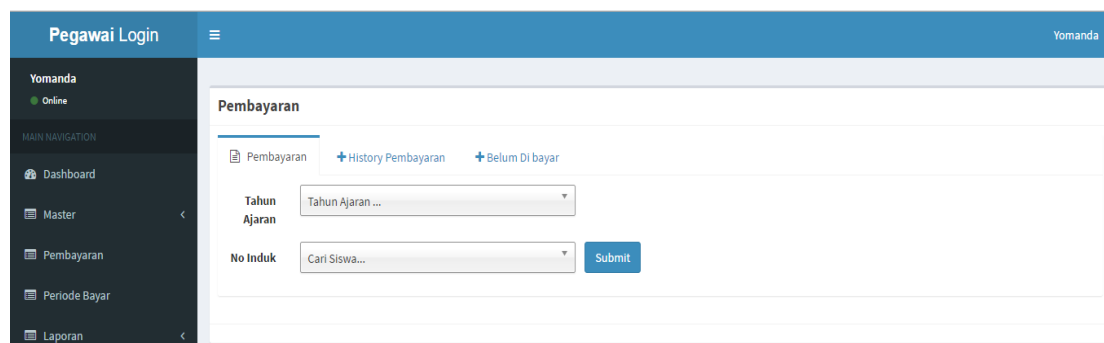 Pegawai Login
Yomanda
Yomanda
Online
MAIN NAVIGATION
Dashboard
Master
Pembayaran
Periode Bayar
Laporan
Pembayaran
Pembayaran
History Pembayaran
Belum Di bayar
Tahun Ajaran
Tahun Ajaran ...
No Induk
Cari Siswa...
Submit